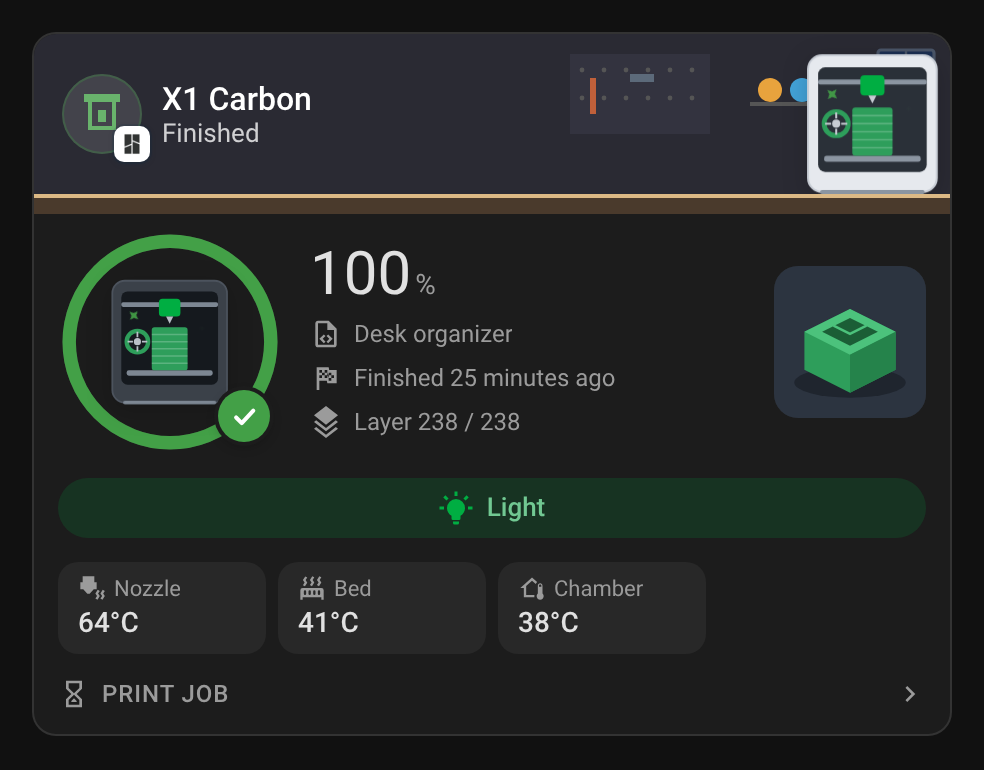 X1 Carbon
Finished
100 %
Desk organizer
Finished 25 minutes ago
Layer 238 / 238
Light
Nozzle
64°C
Bed
41°C
Chamber
38°C
PRINT JOB